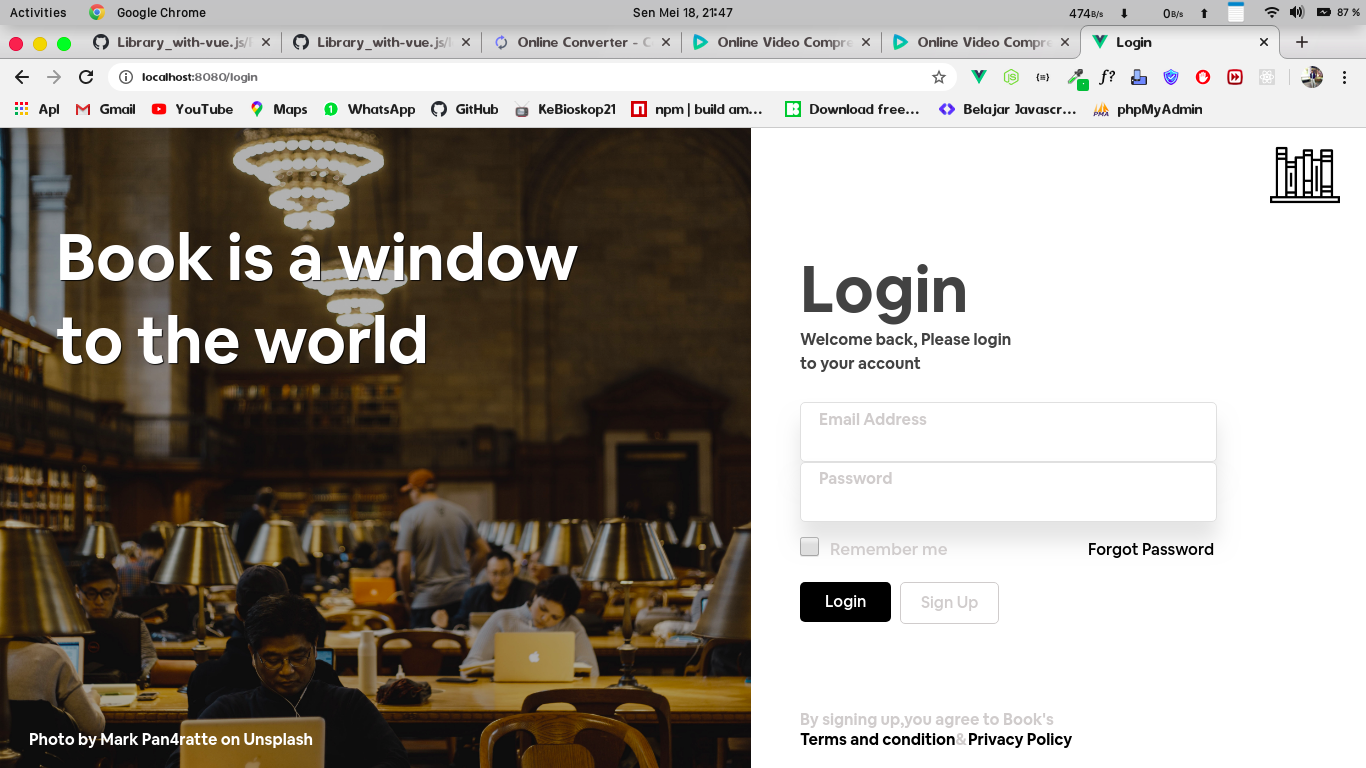 Activities Google Chrome Sen Mei 18, 21:47 474B/s 0B/s 87 %
Library_with-vue.js/ Library_with-vue.js/ Online Converter - C Online Video Compre Online Video Compre Login
localhost:8080/login
Apl Gmail YouTube Maps WhatsApp GitHub KeBioskop21 npm | build am... Download free... Belajar Javascr... phpMyAdmin
Book is a window
to the world
Photo by Mark Pan4ratte on Unsplash
Login
Welcome back, Please login
to your account
Email Address
Password
Remember me Forgot Password
Login Sign Up
By signing up,you agree to Book's
Terms and condition&Privacy Policy